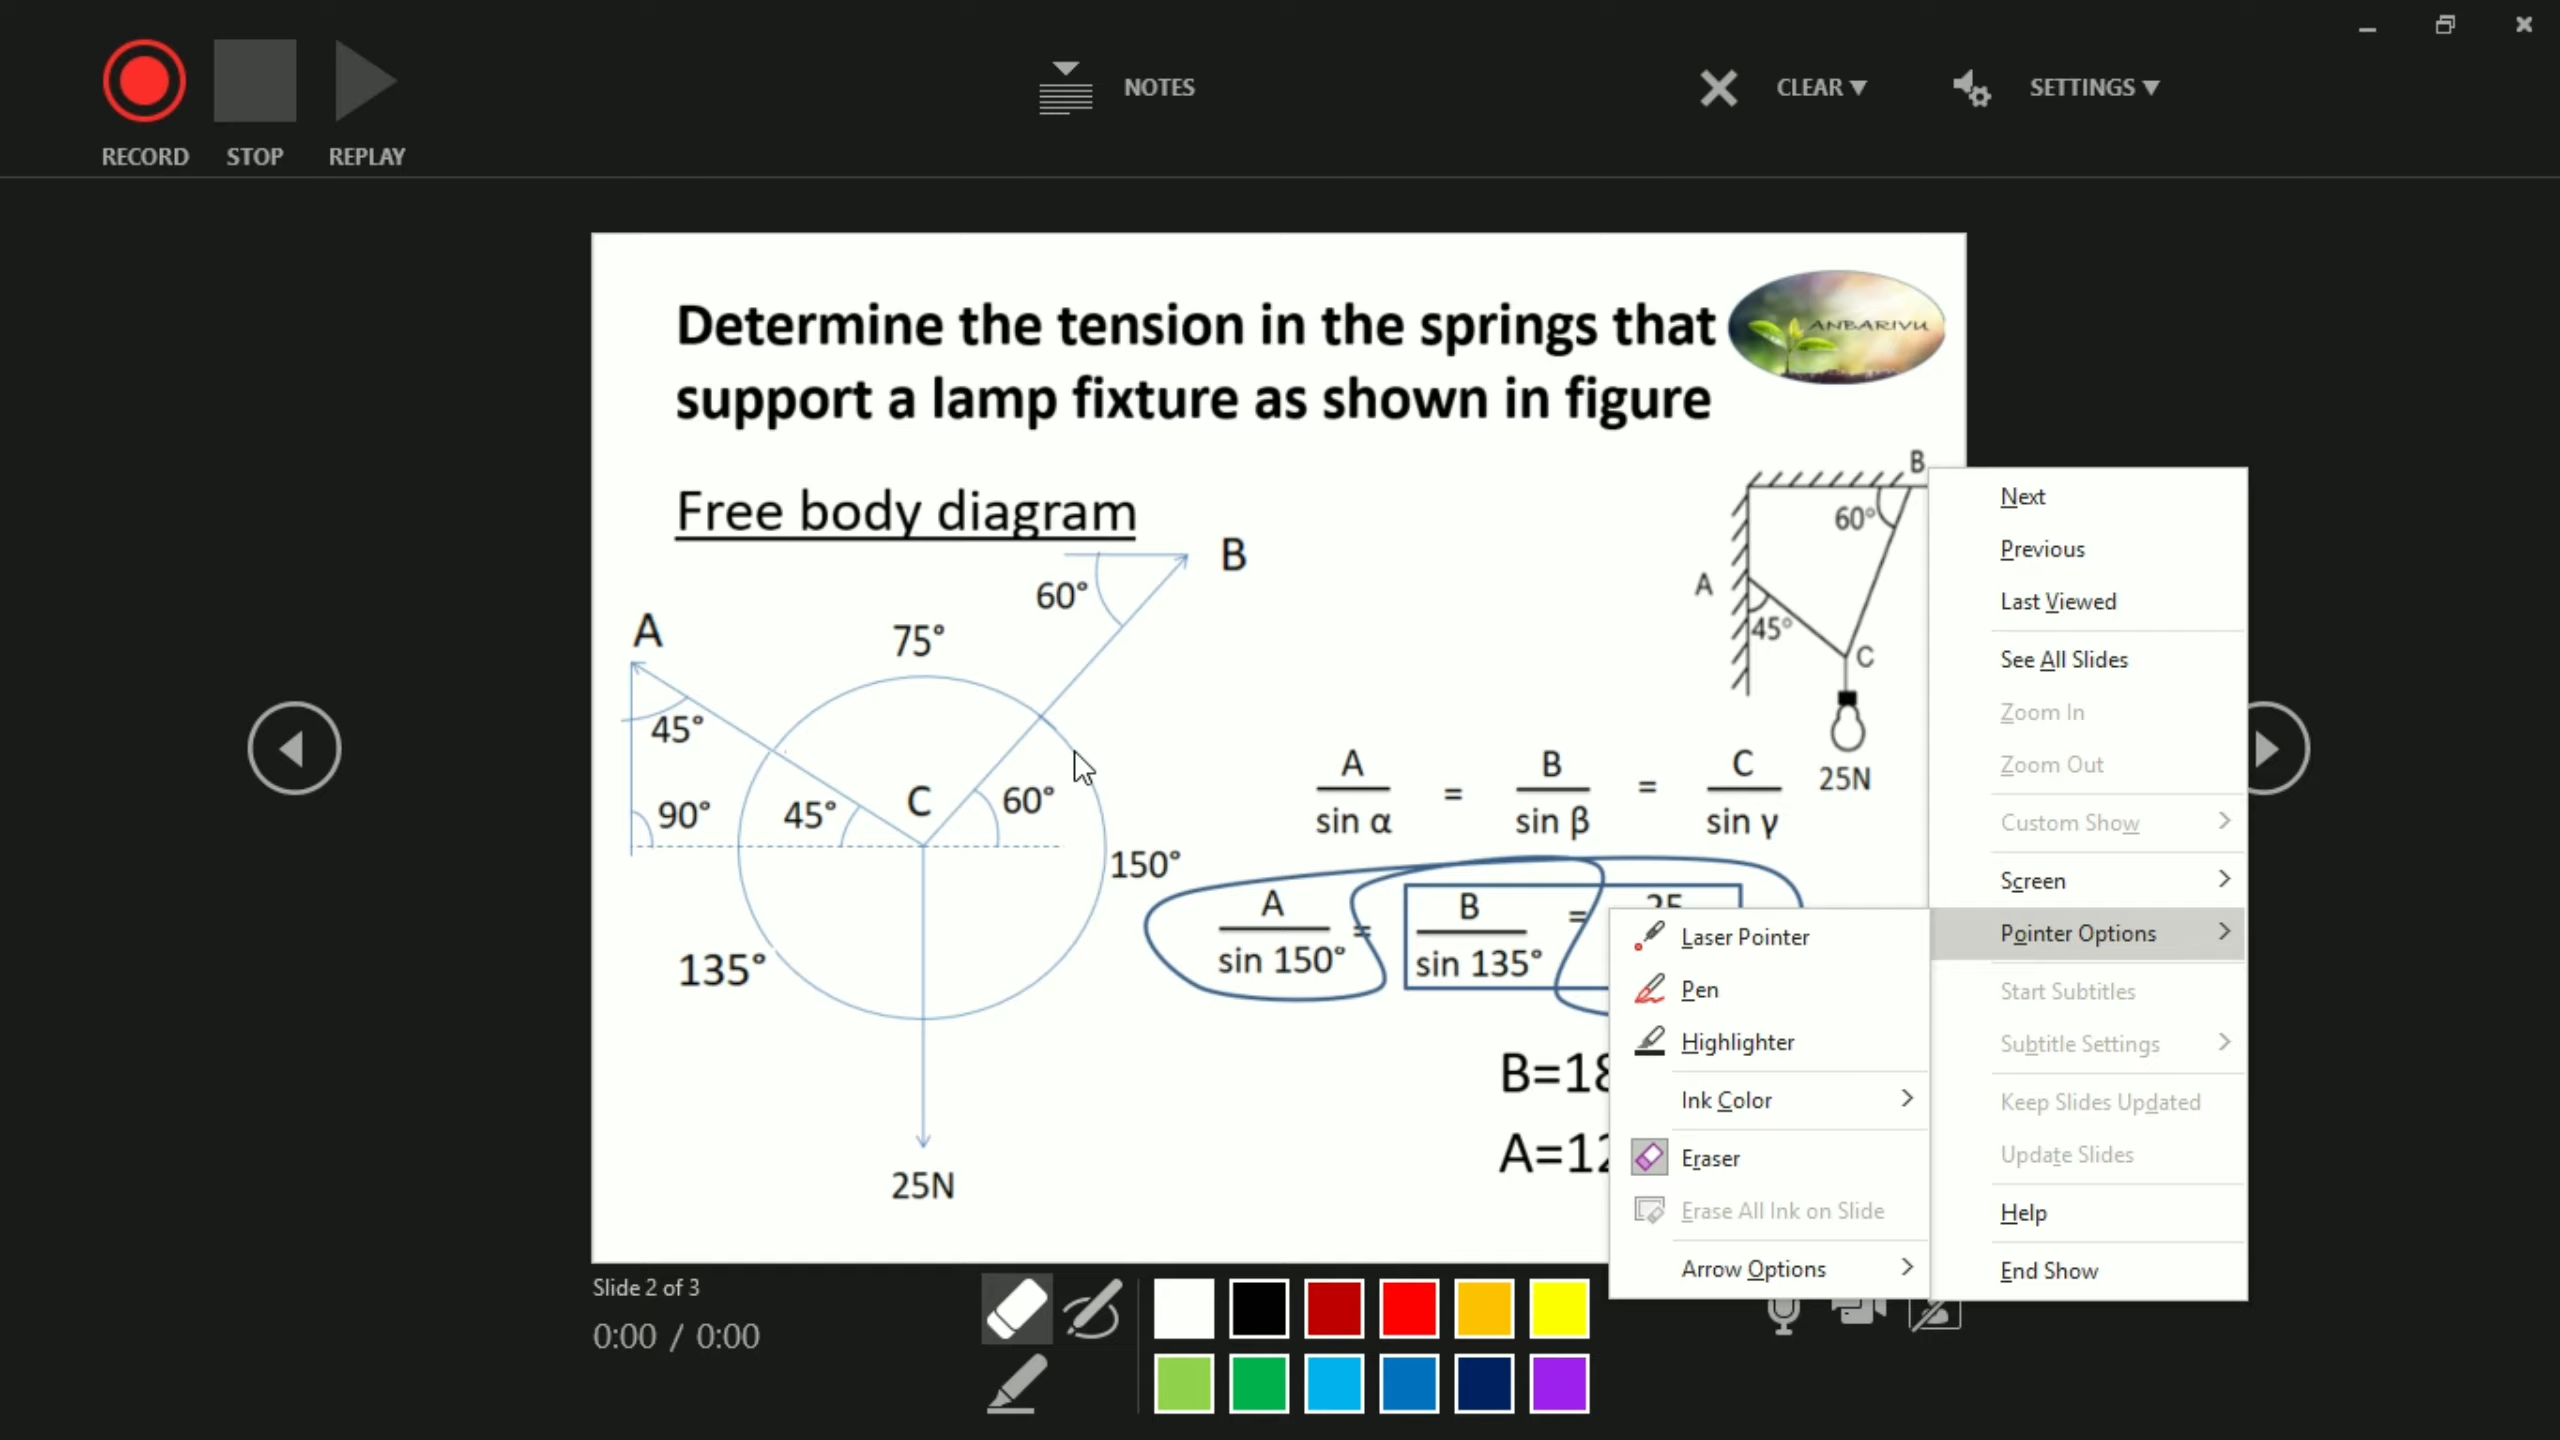 RECORD
STOP
REPLAY
NOTES
CLEAR
SETTINGS
Determine the tension in the springs that
support a lamp fixture as shown in figure
ANBARIVU
Free body diagram
B
60°
75°
A
45°
90°
45°
C
60°
150°
135°
25N
B
60°
A
45°
C
25N
A = B = C
sin α sin β sin γ
A = B = 25
sin 150° sin 135°
B=18
A=12
Next
Previous
Last Viewed
See All Slides
Zoom In
Zoom Out
Custom Show
Screen
Pointer Options
Start Subtitles
Subtitle Settings
Keep Slides Updated
Update Slides
Help
End Show
Laser Pointer
Pen
Highlighter
Ink Color
Eraser
Erase All Ink on Slide
Arrow Options
Slide 2 of 3
0:00 / 0:00